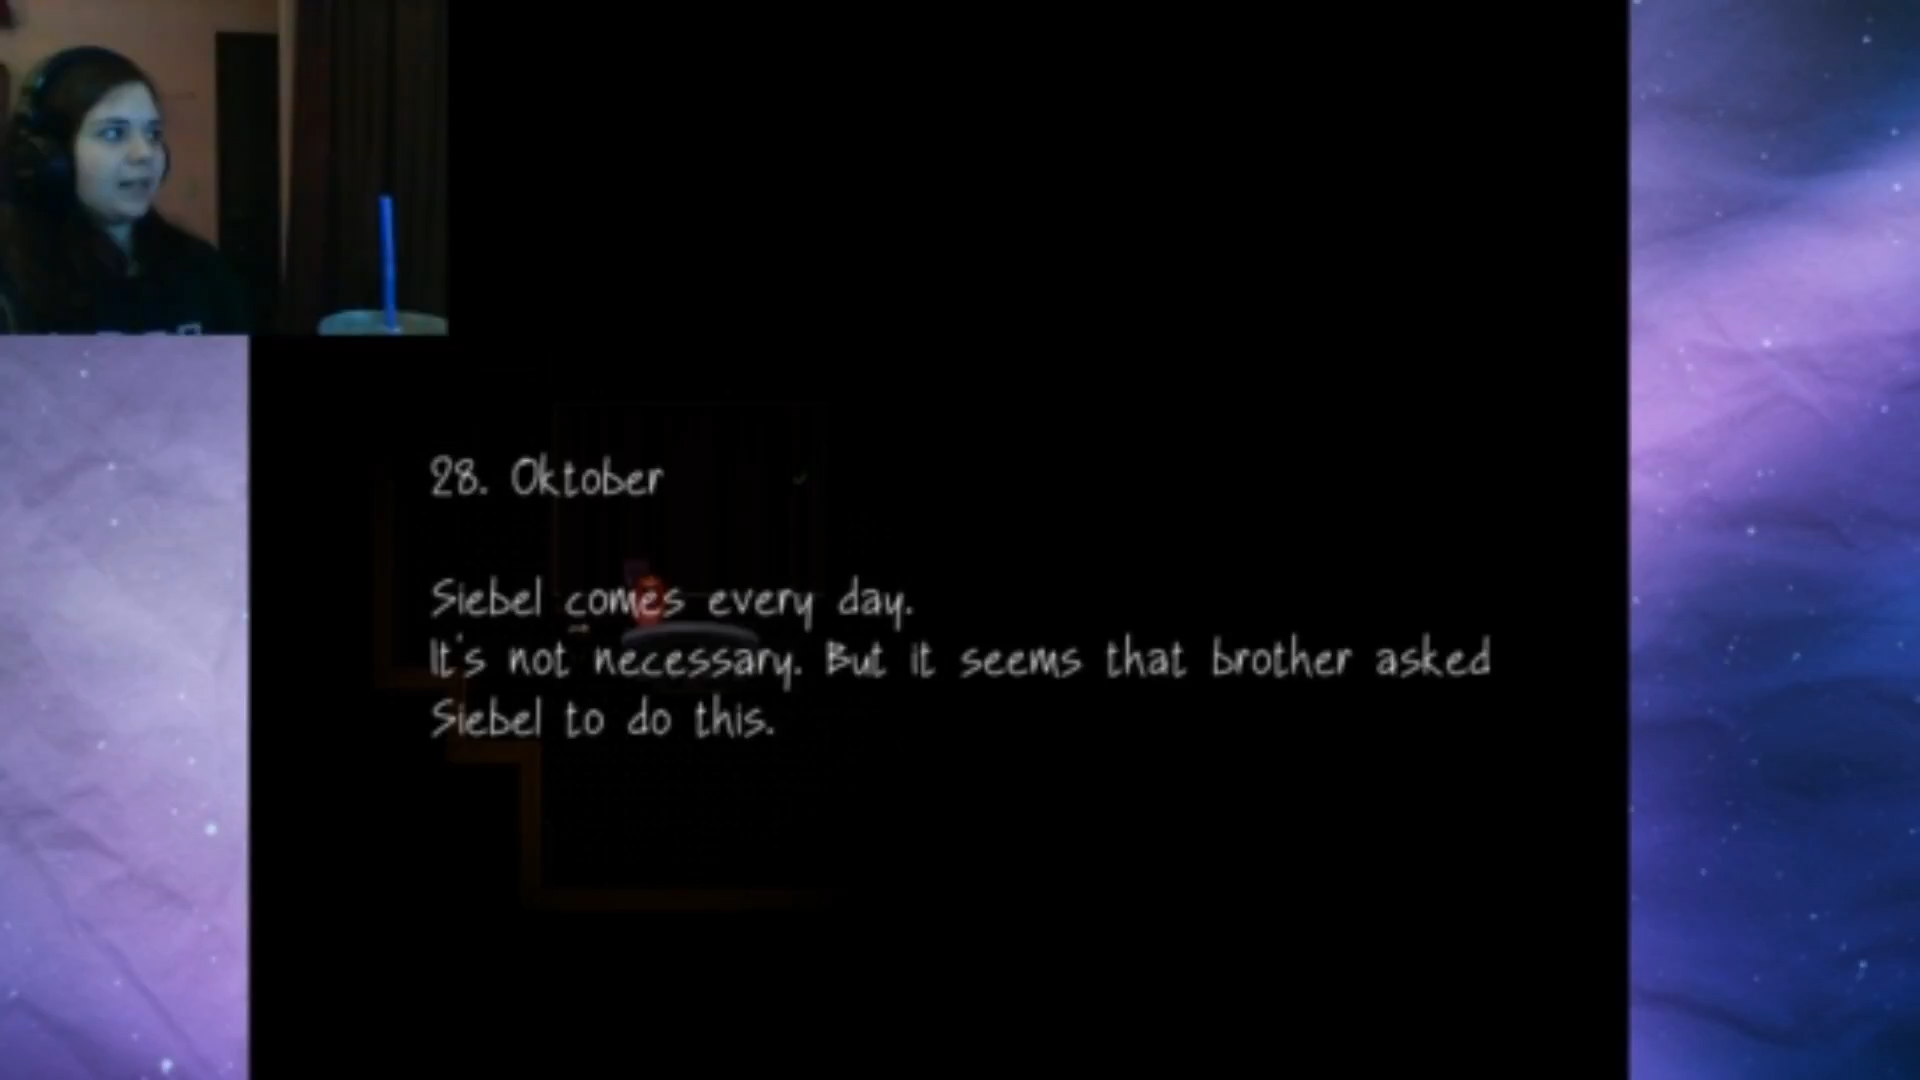 28. Oktober
Siebel comes every day.
It's not necessary. But it seems that brother asked
Siebel to do this.